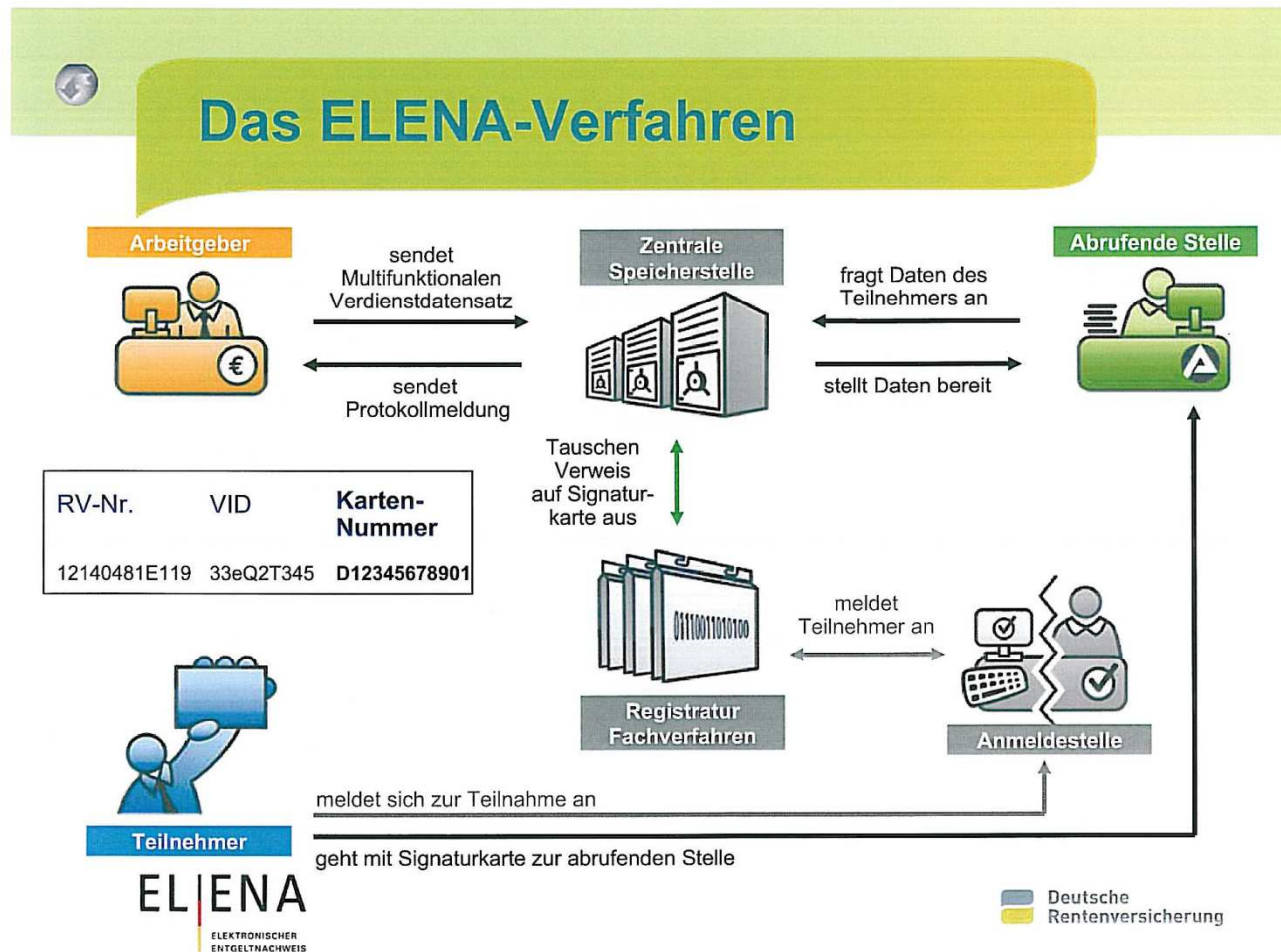 Das ELENA-Verfahren
Arbeitgeber
sendet
Multifunktionalen
Verdienstdatensatz
sendet
Protokollmeldung
€
Zentrale
Speicherstelle
fragt Daten des
Teilnehmers an
stellt Daten bereit
Abrufende Stelle
Tauschen
Verweis
auf Signatur-
karte aus
RV-Nr. VID Karten-
Nummer
12140481E119 33eQ2T345 D12345678901
01110011010100
meldet
Teilnehmer an
Registratur
Fachverfahren
Anmeldestelle
meldet sich zur Teilnahme an
Teilnehmer
geht mit Signaturkarte zur abrufenden Stelle
ELENA
ELEKTRONISCHER
ENTGELTNACHWEIS
Deutsche
Rentenversicherung